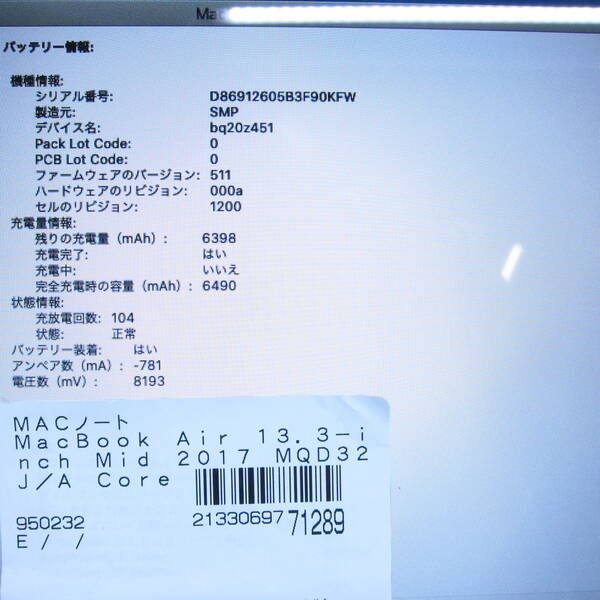 Mac
バッテリー情報:
機種情報:
シリアル番号: D86912605B3F90KFW
製造元: SMP
デバイス名: bq20z451
Pack Lot Code: 0
PCB Lot Code: 0
ファームウェアのバージョン: 511
ハードウェアのリビジョン: 000a
セルのリビジョン: 1200
充電量情報:
残りの充電量（mAh）: 6398
充電完了: はい
充電中: いいえ
完全充電時の容量（mAh）: 6490
状態情報:
充放電回数: 104
状態: 正常
バッテリー装着: はい
アンペア数（mA）: -781
電圧数（mV）: 8193
MACノート
MacBook Air 13.3-i
nch Mid 2017 MQD32
J/A Core
950232
2133069771289
E / /